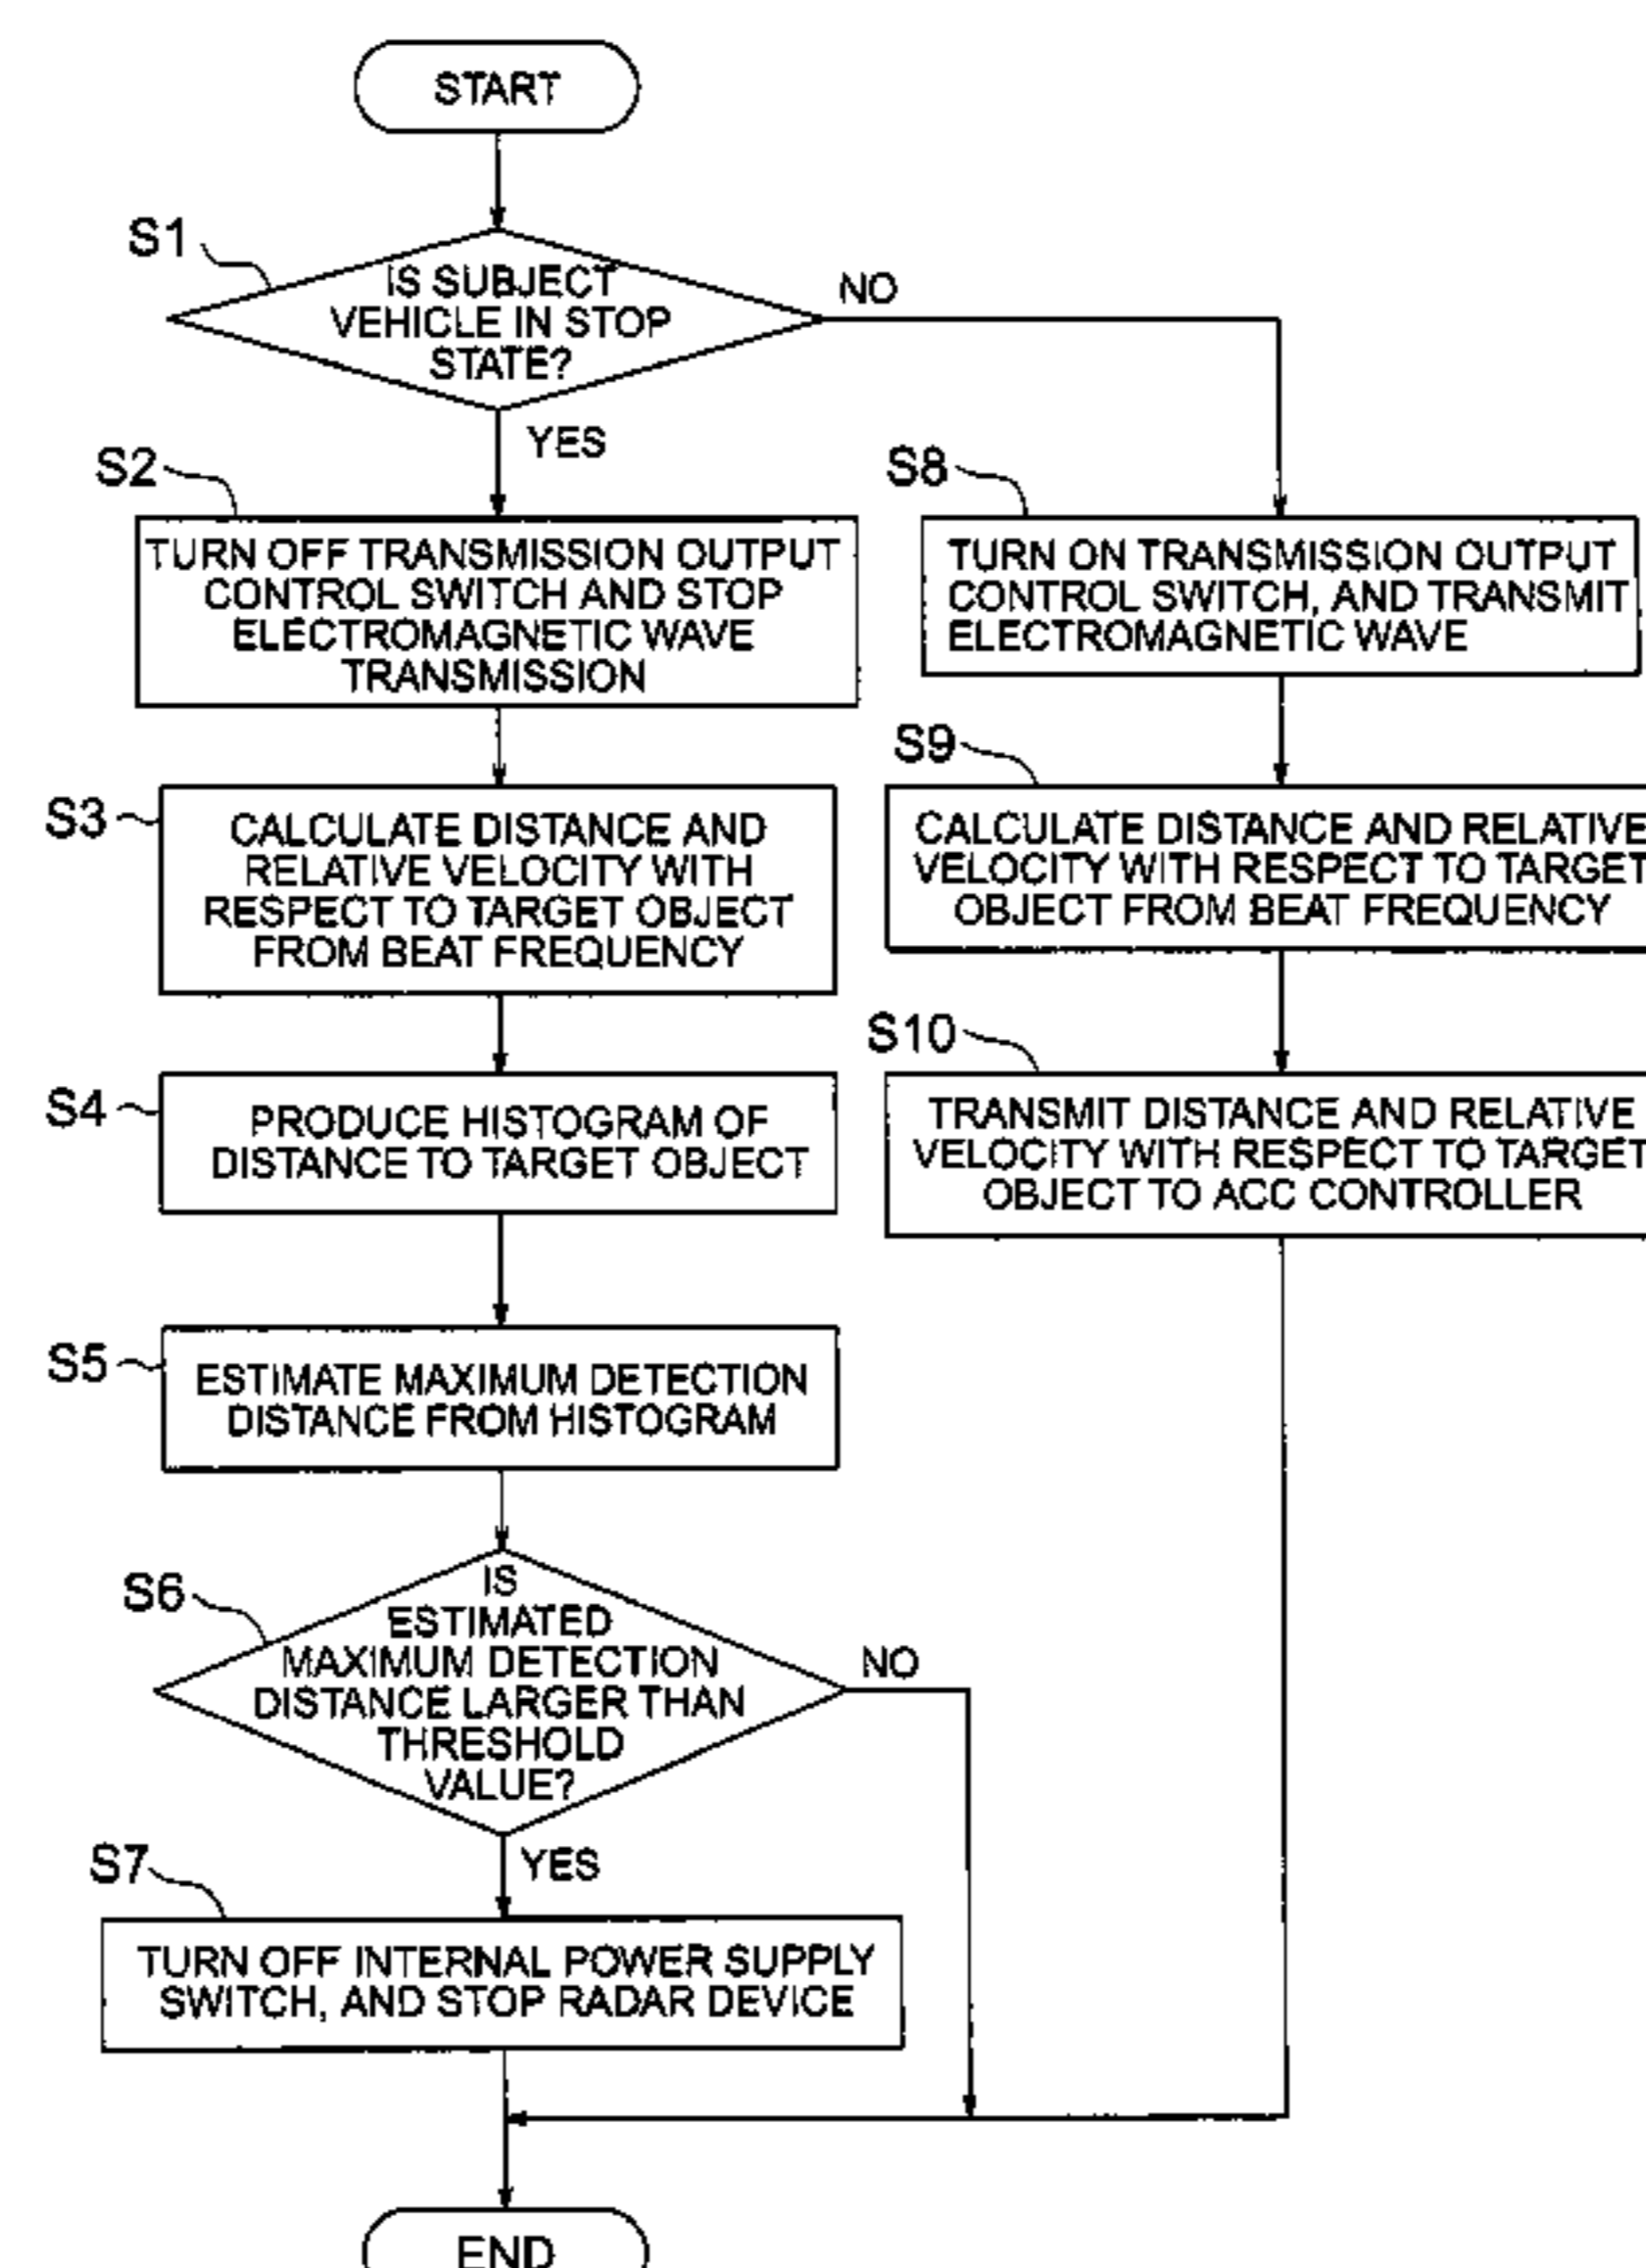 START
S1
IS SUBJECT
VEHICLE IN STOP
STATE?
NO
YES
S2
TURN OFF TRANSMISSION OUTPUT
CONTROL SWITCH AND STOP
ELECTROMAGNETIC WAVE
TRANSMISSION
S8
TURN ON TRANSMISSION OUTPUT
CONTROL SWITCH, AND TRANSMIT
ELECTROMAGNETIC WAVE
S3
CALCULATE DISTANCE AND
RELATIVE VELOCITY WITH
RESPECT TO TARGET OBJECT
FROM BEAT FREQUENCY
S9
CALCULATE DISTANCE AND RELATIVE
VELOCITY WITH RESPECT TO TARGET
OBJECT FROM BEAT FREQUENCY
S4
PRODUCE HISTOGRAM OF
DISTANCE TO TARGET OBJECT
S10
TRANSMIT DISTANCE AND RELATIVE
VELOCITY WITH RESPECT TO TARGET
OBJECT TO ACC CONTROLLER
S5
ESTIMATE MAXIMUM DETECTION
DISTANCE FROM HISTOGRAM
S6
IS
ESTIMATED
MAXIMUM DETECTION
DISTANCE LARGER THAN
THRESHOLD
VALUE?
NO
YES
S7
TURN OFF INTERNAL POWER SUPPLY
SWITCH, AND STOP RADAR DEVICE
END